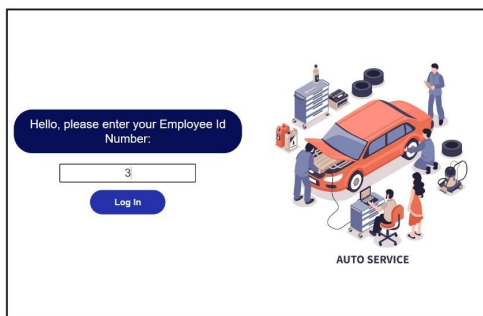 Hello, please enter your Employee Id
Number:
3
Log In
AUTO SERVICE